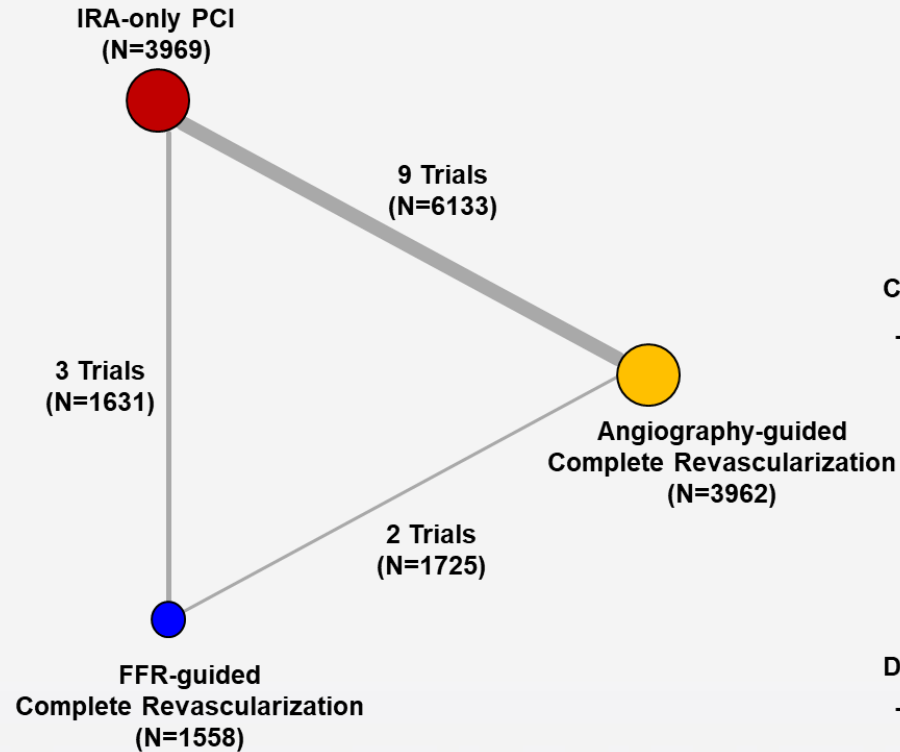 IRA-only PCI
(N=3969)
9 Trials
(N=6133)
C
-
3 Trials
(N=1631)
Angiography-guided
Complete Revascularization
(N=3962)
2 Trials
(N=1725)
FFR-guided
Complete Revascularization
(N=1558)
D
-